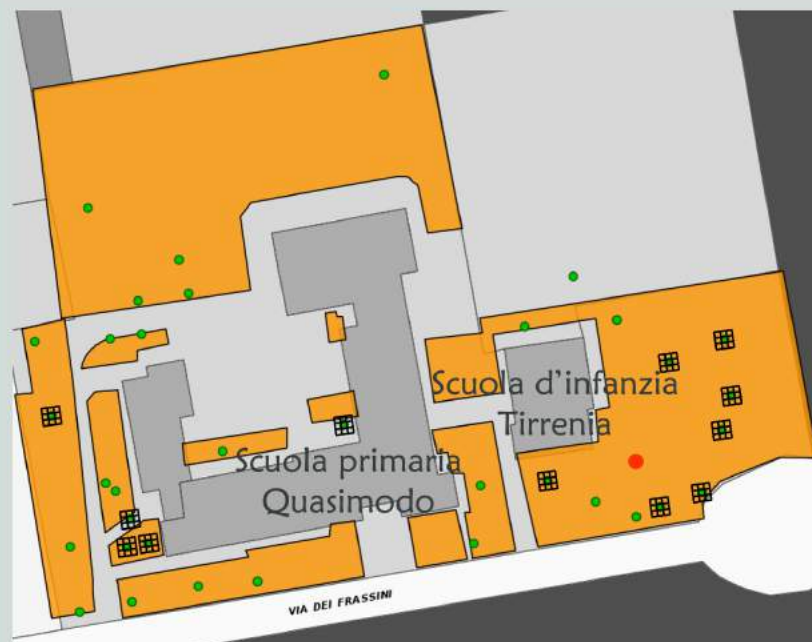 Scuola d'infanzia
Tirrenia
Scuola primaria
Quasimodo
VIA DEI FRASSINI